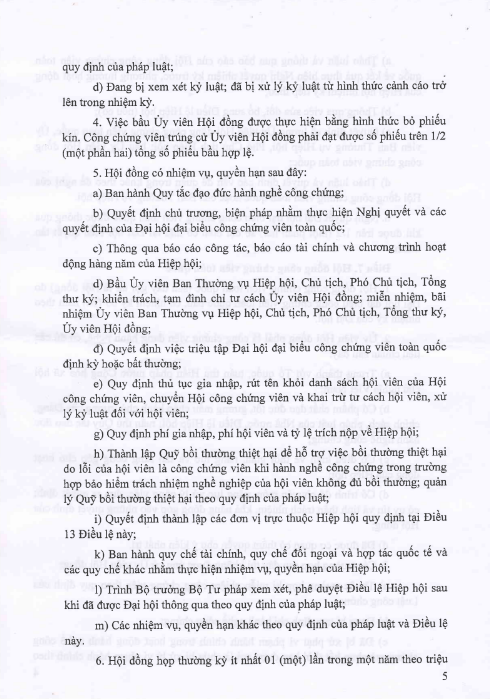 quy định của pháp luật;
d) Đang bị xem xét kỷ luật; đã bị xử lý kỷ luật từ hình thức cảnh cáo trở
lên trong nhiệm kỳ.
4. Việc bầu Ủy viên Hội đồng được thực hiện bằng hình thức bỏ phiếu
kín. Công chứng viên trúng cử Ủy viên Hội đồng phải đạt được số phiếu trên 1/2
(một phần hai) tổng số phiếu bầu hợp lệ.
5. Hội đồng có nhiệm vụ, quyền hạn sau đây:
a) Ban hành Quy tắc đạo đức hành nghề công chứng;
b) Quyết định chủ trương, biện pháp nhằm thực hiện Nghị quyết và các
quyết định của Đại hội đại biểu công chứng viên toàn quốc;
c) Thông qua báo cáo công tác, báo cáo tài chính và chương trình hoạt
động hàng năm của Hiệp hội;
d) Bầu Ủy viên Ban Thường vụ Hiệp hội, Chủ tịch, Phó Chủ tịch, Tổng
thư ký; khiển trách, tạm đình chỉ tư cách Ủy viên Hội đồng; miễn nhiệm, bãi
nhiệm Ủy viên Ban Thường vụ Hiệp hội, Chủ tịch, Phó Chủ tịch, Tổng thư ký,
Ủy viên Hội đồng;
đ) Quyết định việc triệu tập Đại hội đại biểu công chứng viên toàn quốc
định kỳ hoặc bất thường;
e) Quy định thủ tục gia nhập, rút tên khỏi danh sách hội viên của Hội
công chứng viên, chuyển Hội công chứng viên và khai trừ tư cách hội viên, xử
lý kỷ luật đối với hội viên;
g) Quy định phí gia nhập, phí hội viên và tỷ lệ trích nộp về Hiệp hội;
h) Thành lập Quỹ bồi thường thiệt hại để hỗ trợ việc bồi thường thiệt hại
do lỗi của hội viên là công chứng viên khi hành nghề công chứng trong trường
hợp bảo hiểm trách nhiệm nghề nghiệp của hội viên không đủ bồi thường; quản
lý Quỹ bồi thường thiệt hại theo quy định của pháp luật;
i) Quyết định thành lập các đơn vị trực thuộc Hiệp hội quy định tại Điều
13 Điều lệ này;
k) Ban hành quy chế tài chính, quy chế đối ngoại và hợp tác quốc tế và
các quy chế khác nhằm thực hiện nhiệm vụ, quyền hạn của Hiệp hội;
l) Trình Bộ trưởng Bộ Tư pháp xem xét, phê duyệt Điều lệ Hiệp hội sau
khi đã được Đại hội thông qua theo quy định của pháp luật;
m) Các nhiệm vụ, quyền hạn khác theo quy định của pháp luật và Điều lệ
này.
6. Hội đồng họp thường kỳ ít nhất 01 (một) lần trong một năm theo triệu
5